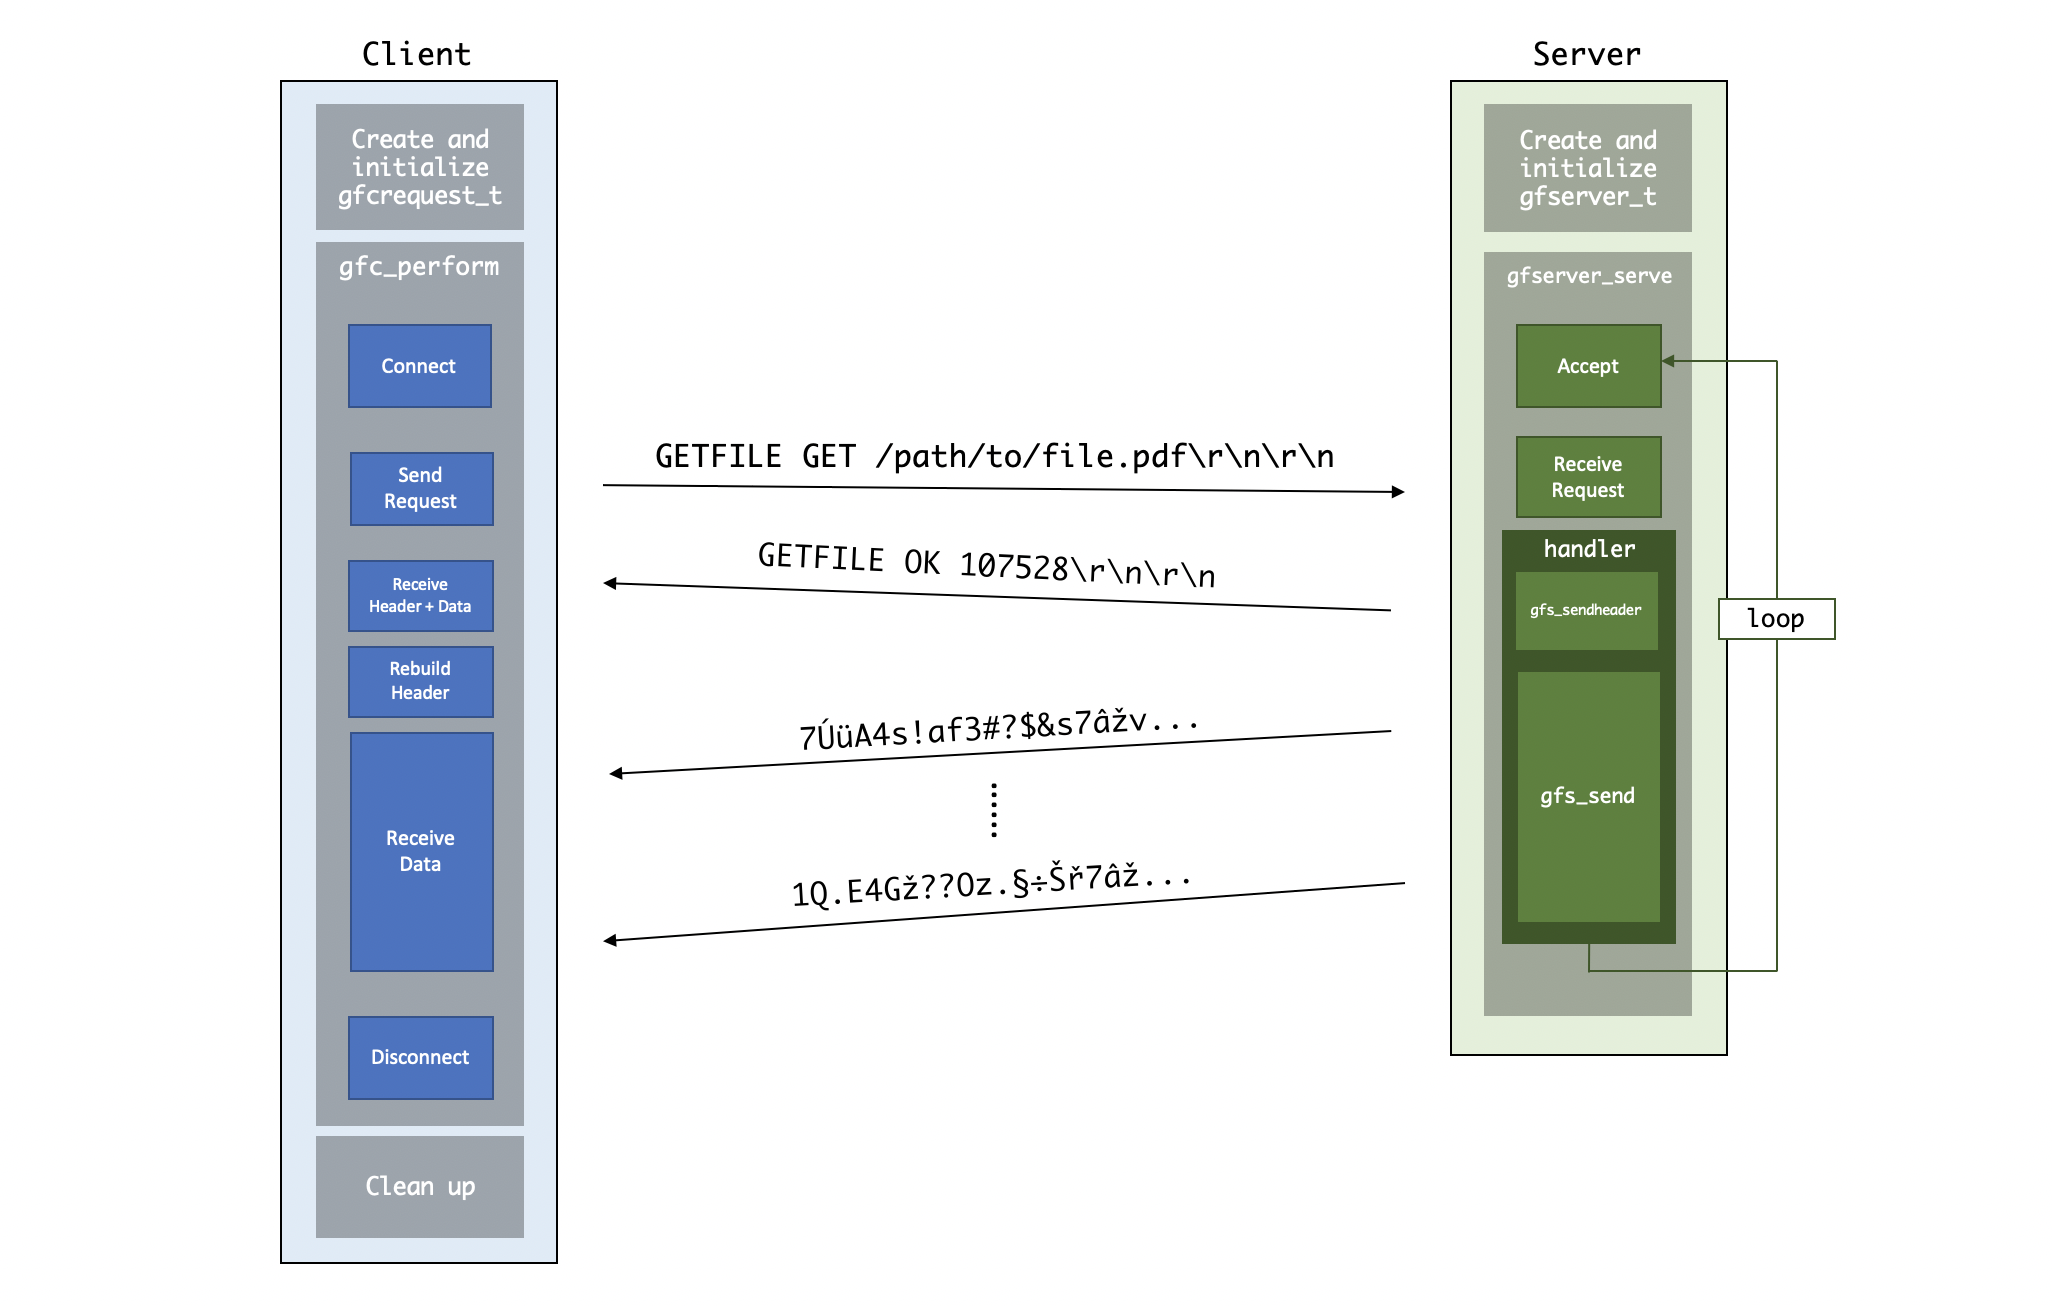 Client
Create and
initialize
gfcrequest_t
gfc_perform
Connect
Send
Request
Receive
Header + Data
Rebuild
Header
Receive
Data
Disconnect
Clean up
GETFILE GET /path/to/file.pdf\r\n\r\n
GETFILE OK 107528\r\n\r\n
7ÚüA4s!af3#?$&s7âžv...
1Q.E4Gž??Oz.§÷Šř7âž...
Server
Create and
initialize
gfserver_t
gfserver_serve
Accept
Receive
Request
handler
gfs_sendheader
gfs_send
loop